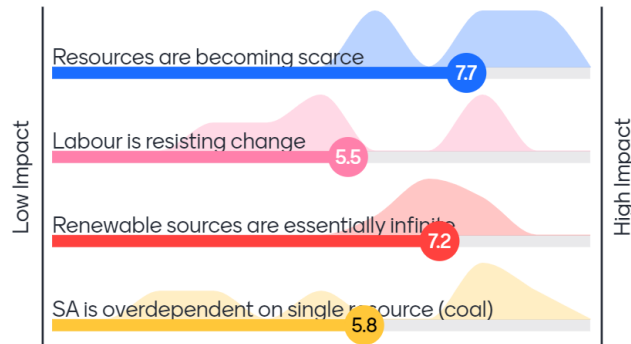 Resources are becoming scarce
7.7
Labour is resisting change
5.5
Renewable sources are essentially infinite
7.2
SA is overdependent on single resource (coal)
5.8
Low Impact
High Impact